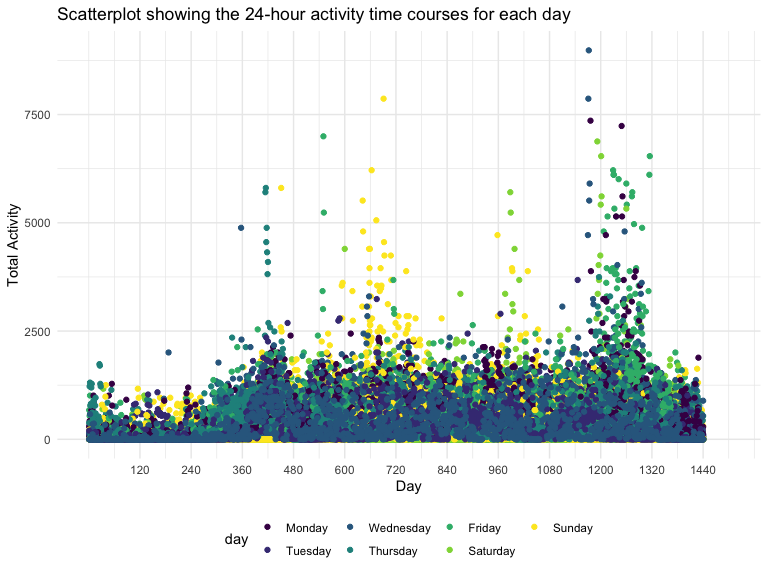 Scatterplot showing the 24-hour activity time courses for each day
7500
5000
2500
0
Total Activity
120 240 360 480 600 720 840 960 1080 1200 1320 1440
Day
day
Monday Wednesday Friday Sunday
Tuesday Thursday Saturday